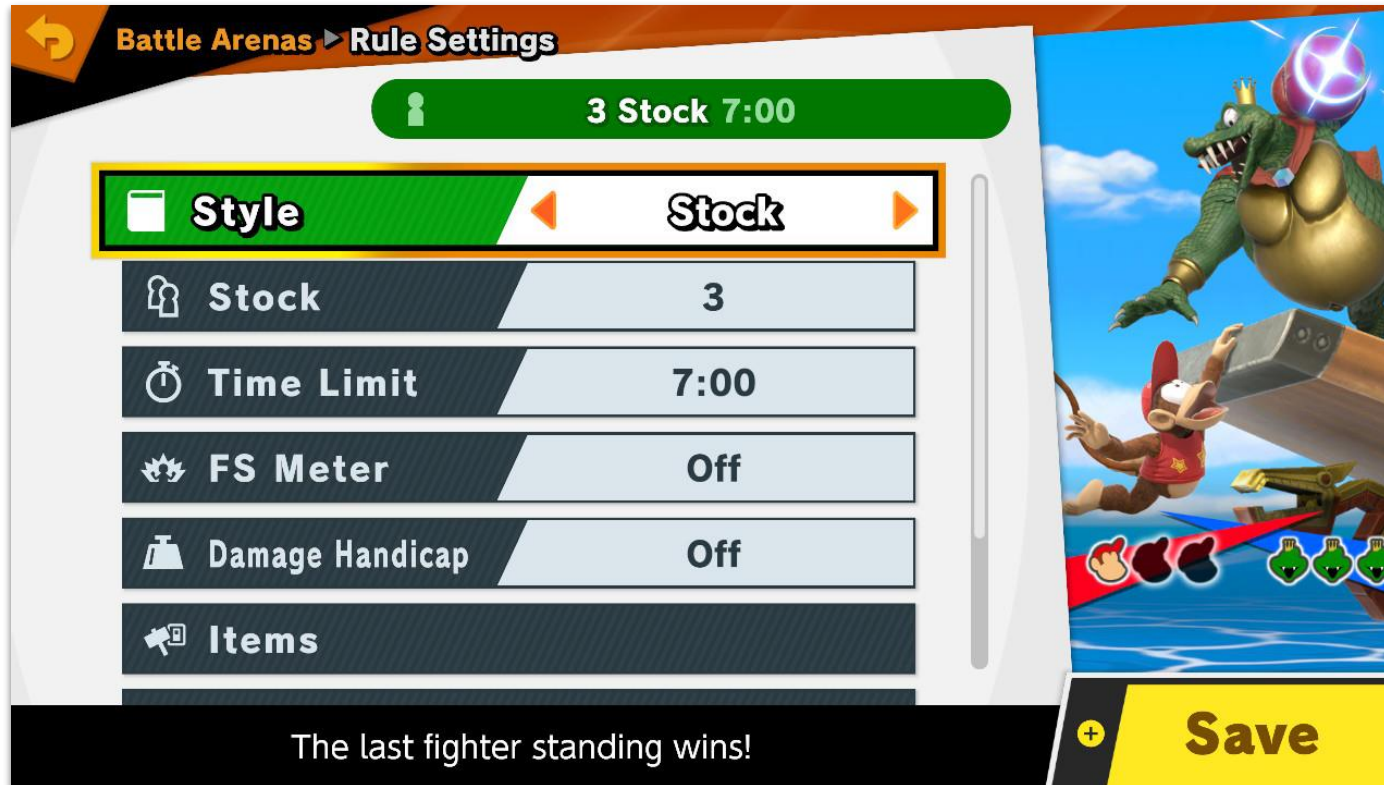 Battle Arenas ▶ Rule Settings
3 Stock 7:00
Style Stock
Stock 3
Time Limit 7:00
FS Meter Off
Damage Handicap Off
Items
The last fighter standing wins!
+ Save